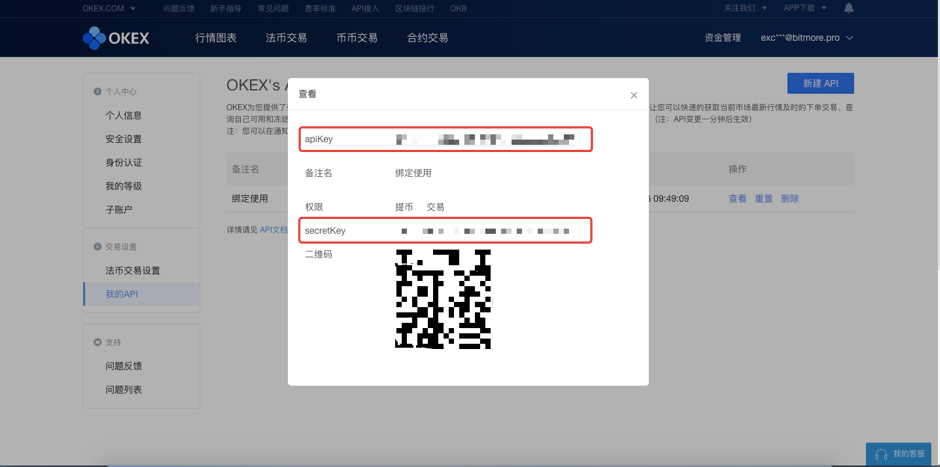 OKEX.COM 问题反馈 新手指导 常见问题 费率标准 API接入 区块链投行 OKB 关注我们 APP下载
OKEX 行情图表 法币交易 币币交易 合约交易 资金管理 exc***@bitmore.pro
个人中心
个人信息
安全设置
身份认证
我的等级
子账户
交易设置
法币交易设置
我的API
支持
问题反馈
问题列表
OKEX's A
新建 API
OKEX为您提供了
让您可以快速的获取当前市场最新行情及时的下单交易、查
询自己可用和冻结
（注：API变更一分钟后生效）
注：您可以在通知
备注名 操作
绑定使用 09:49:09 查看 重置 删除
详情请见 API文档
查看
apiKey
备注名 绑定使用
权限 提币 交易
secretKey
二维码
我的客服